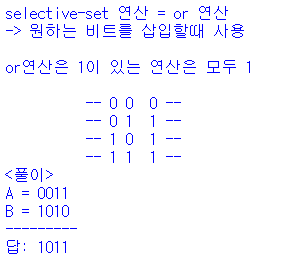 selective-set 연산 = or 연산
-> 원하는 비트를 삽입할때 사용
or연산은 1이 있는 연산은 모두 1
-- 0 0 0 --
-- 0 1 1 --
-- 1 0 1 --
-- 1 1 1 --
<풀이>
A = 0011
B = 1010
---------
답: 1011